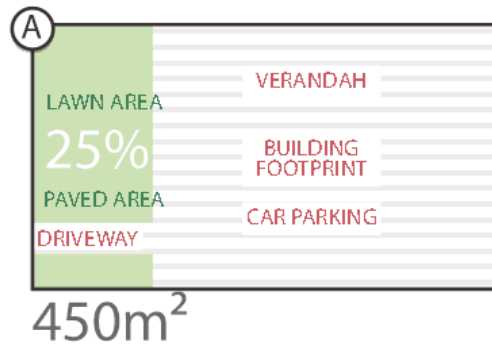 A
LAWN AREA
25%
PAVED AREA
DRIVEWAY
VERANDAH
BUILDING
FOOTPRINT
CAR PARKING
450m²